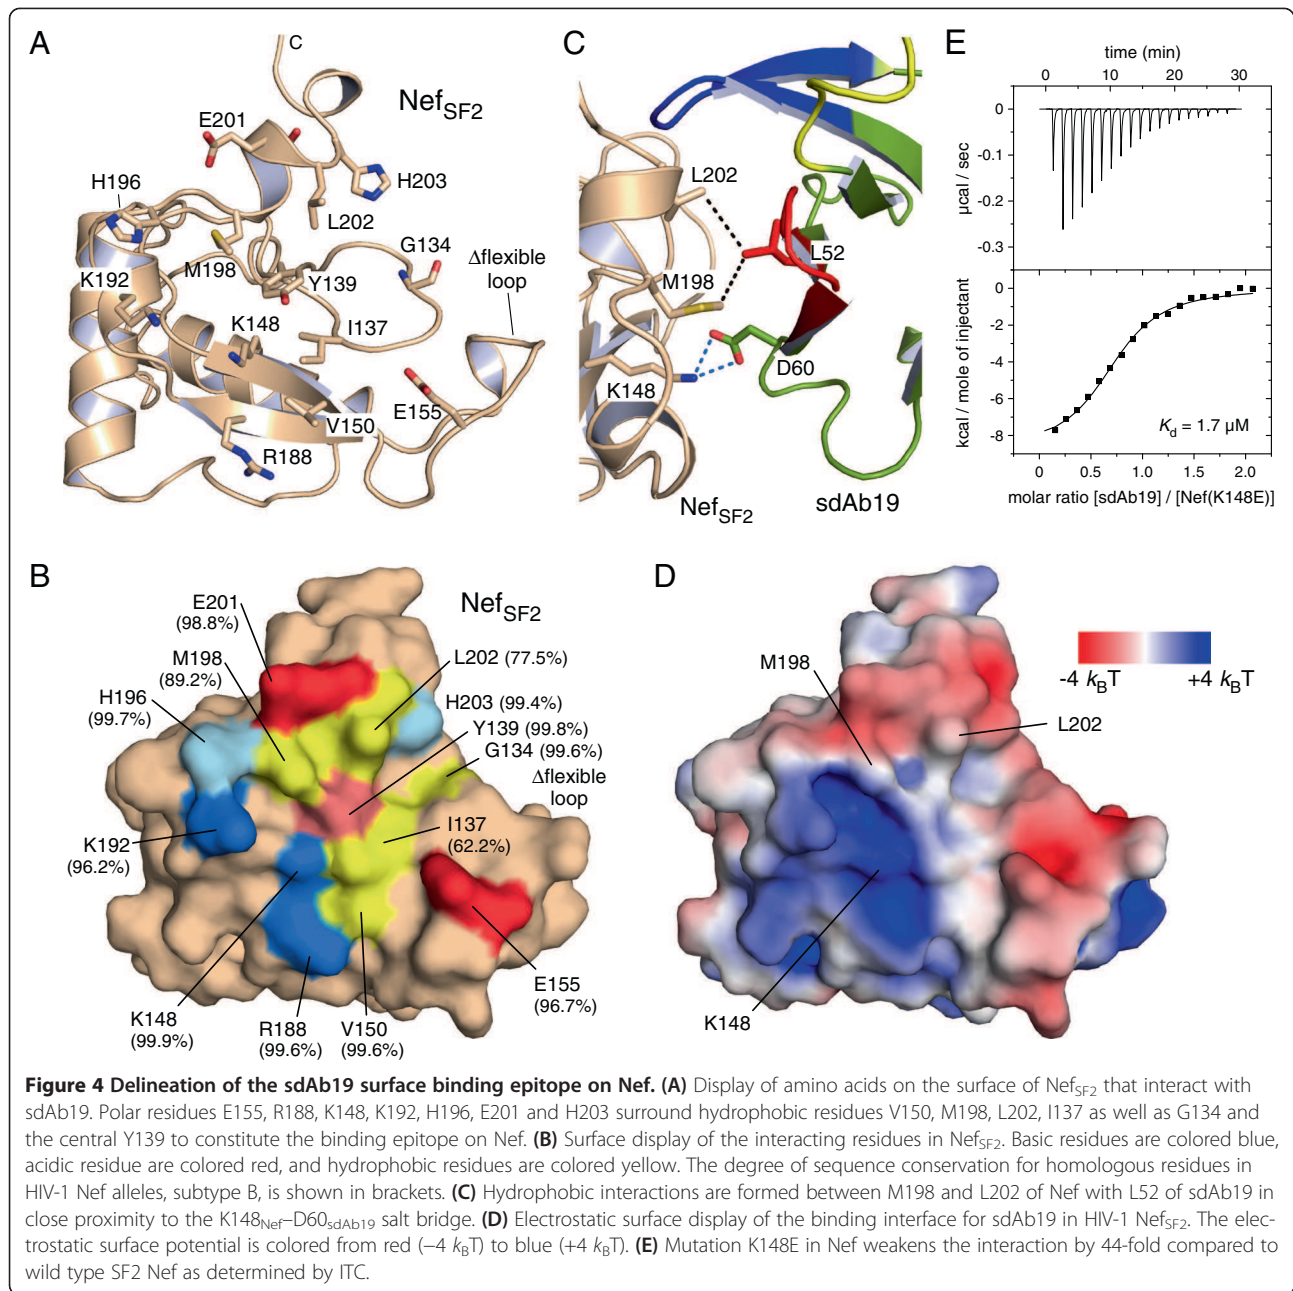 A
C
Nef SF2
E201
H196
H203
L202
G134
M198
Y139
K192
Δflexible
loop
K148
I137
E155
V150
R188
C
L202
L52
M198
D60
K148
Nef SF2
sdAb19
E
time (min)
0 10 20 30
0
-0.1
-0.2
-0.3
µcal / sec
0
-2
-4
-6
-8
kcal / mole of injectant
Kd = 1.7 µM
0 0.5 1.0 1.5 2.0
molar ratio [sdAb19] / [Nef(K148E)]
B
Nef SF2
E201
(98.8%)
M198
(89.2%)
L202 (77.5%)
H196
(99.7%)
H203 (99.4%)
Y139 (99.8%)
G134 (99.6%)
Δflexible
loop
I137
(62.2%)
K192
(96.2%)
E155
(96.7%)
K148
(99.9%)
R188
(99.6%)
V150
(99.6%)
D
M198
-4 kBT +4 kBT
L202
K148
Figure 4 Delineation of the sdAb19 surface binding epitope on Nef. (A) Display of amino acids on the surface of NefSF2 that interact with
sdAb19. Polar residues E155, R188, K148, K192, H196, E201 and H203 surround hydrophobic residues V150, M198, L202, I137 as well as G134 and
the central Y139 to constitute the binding epitope on Nef. (B) Surface display of the interacting residues in NefSF2. Basic residues are colored blue,
acidic residue are colored red, and hydrophobic residues are colored yellow. The degree of sequence conservation for homologous residues in
HIV-1 Nef alleles, subtype B, is shown in brackets. (C) Hydrophobic interactions are formed between M198 and L202 of Nef with L52 of sdAb19 in
close proximity to the K148Nef–D60sdAb19 salt bridge. (D) Electrostatic surface display of the binding interface for sdAb19 in HIV-1 NefSF2. The elec-
trostatic surface potential is colored from red (−4 kBT) to blue (+4 kBT). (E) Mutation K148E in Nef weakens the interaction by 44-fold compared to
wild type SF2 Nef as determined by ITC.